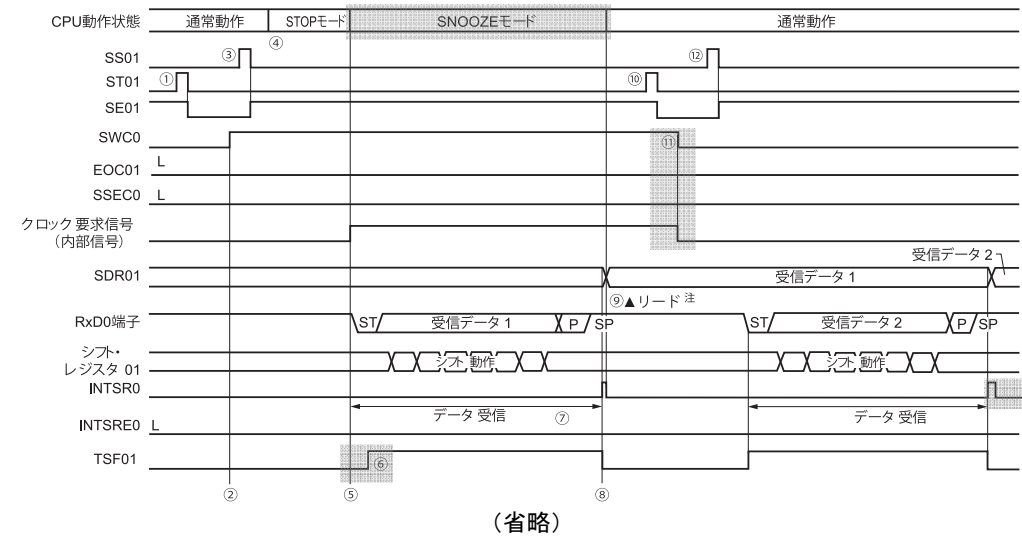 CPU動作状態 通常動作 STOPモード SNOOZEモード 通常動作
④
SS01 ③ ⑫
ST01 ① ⑩
SE01
SWC0 ⑪
EOC01 L
SSEC0 L
クロック要求信号
(内部信号)
受信データ2
SDR01 受信データ1
⑨▲リード注
RxD0端子 ST 受信データ1 P SP ST 受信データ2 P SP
シフト・
レジスタ 01 シフト動作 シフト動作
INTSR0
データ受信 ⑦ データ受信
INTSRE0 L
TSF01 ⑥
② ⑤ ⑧
(省略)